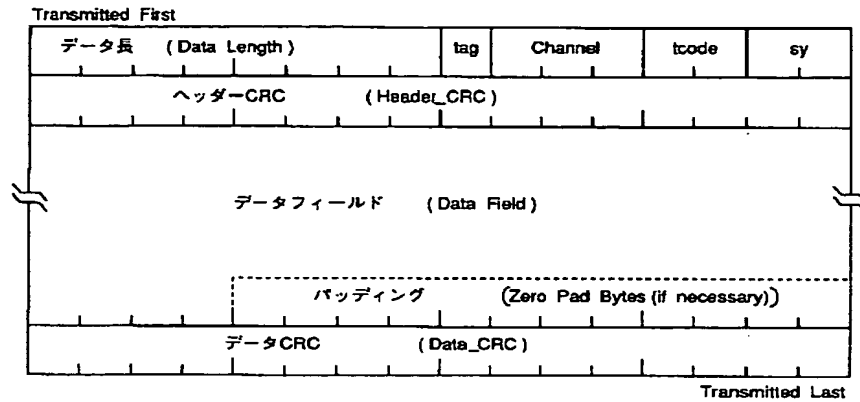 Transmitted First
データ長 (Data Length) tag Channel tcode sy
ヘッダーCRC (Header_CRC)
データフィールド (Data Field)
パッディング (Zero Pad Bytes (if necessary))
データCRC (Data_CRC)
Transmitted Last